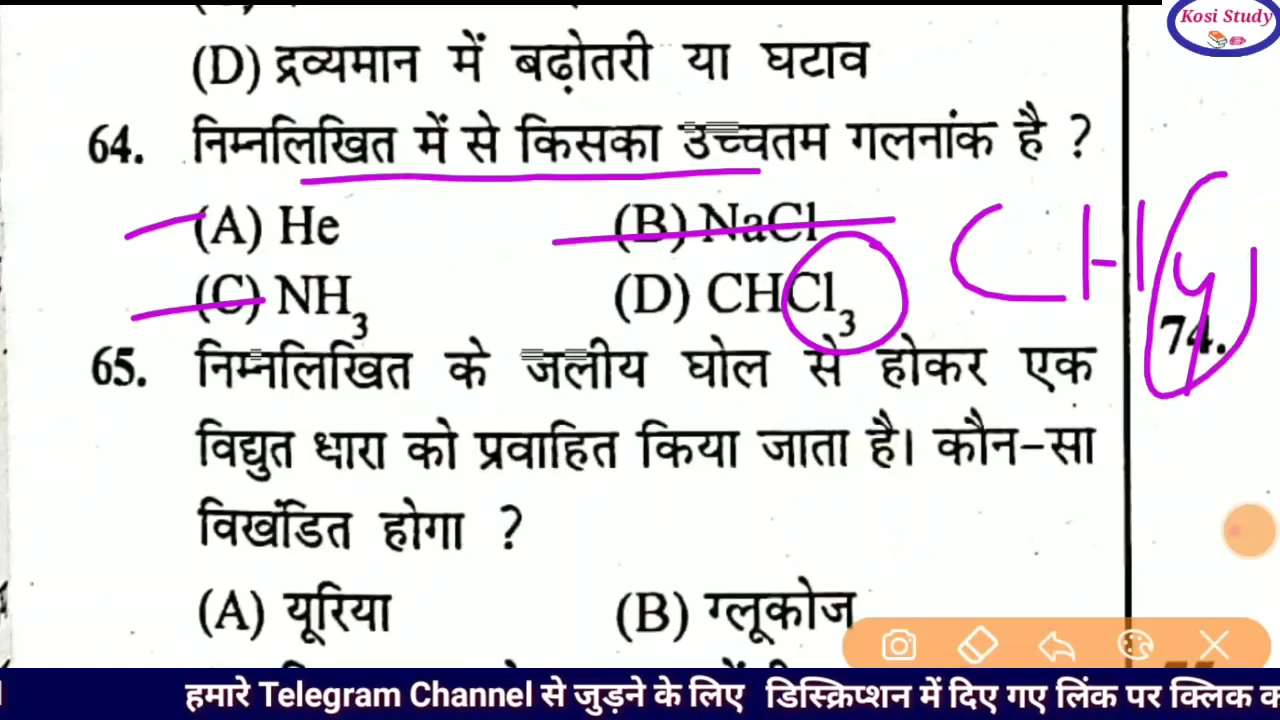 Kosi Study
(D) द्रव्यमान में बढ़ोतरी या घटाव
64. निम्नलिखित में से किसका उच्चतम गलनांक है ?
(A) He (B) NaCl
(C) NH3 (D) CHCl3
CHy
74.
65. निम्नलिखित के जलीय घोल से होकर एक
विद्युत धारा को प्रवाहित किया जाता है। कौन-सा
विखंडित होगा ?
(A) यूरिया (B) ग्लूकोज
हमारे Telegram Channel से जुड़ने के लिए डिस्क्रिप्शन में दिए गए लिंक पर क्लिक